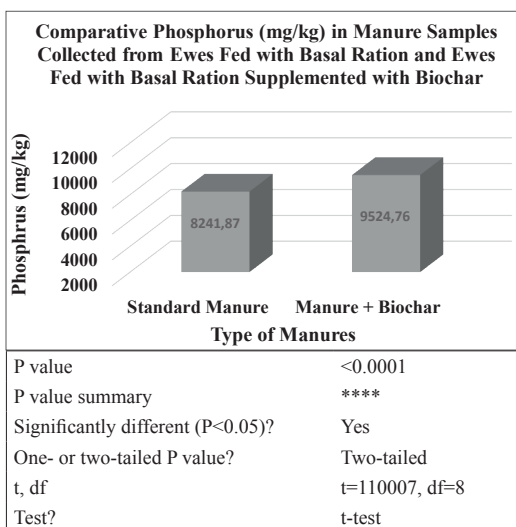 Comparative Phosphorus (mg/kg) in Manure Samples
Collected from Ewes Fed with Basal Ration and Ewes
Fed with Basal Ration Supplemented with Biochar
Phosphrus (mg/kg)
12000
10000
8000
6000
4000
2000
8241,87
9524,76
Standard Manure Manure + Biochar
Type of Manures
P value <0.0001
P value summary ****
Significantly different (P<0.05)? Yes
One- or two-tailed P value? Two-tailed
t, df t=110007, df=8
Test? t-test